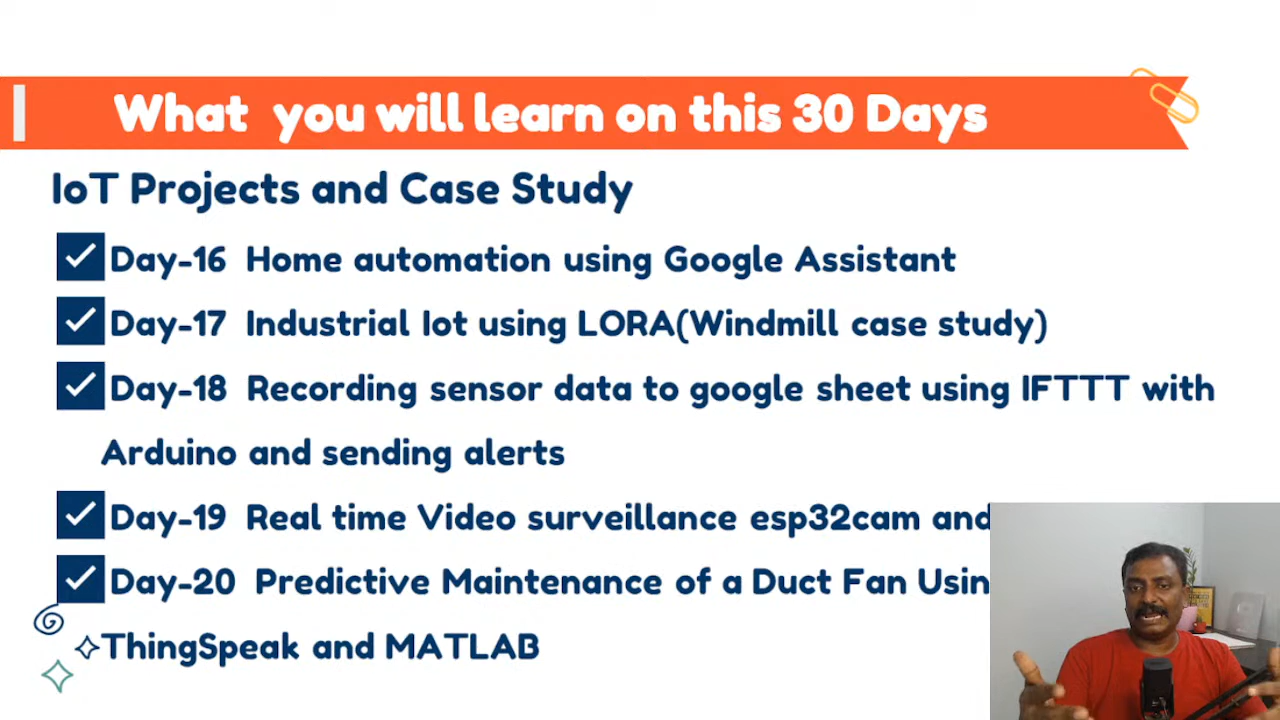 What you will learn on this 30 Days
IoT Projects and Case Study
Day-16 Home automation using Google Assistant
Day-17 Industrial Iot using LORA(Windmill case study)
Day-18 Recording sensor data to google sheet using IFTTT with
Arduino and sending alerts
Day-19 Real time Video surveillance esp32cam and
Day-20 Predictive Maintenance of a Duct Fan
ThingSpeak and MATLAB